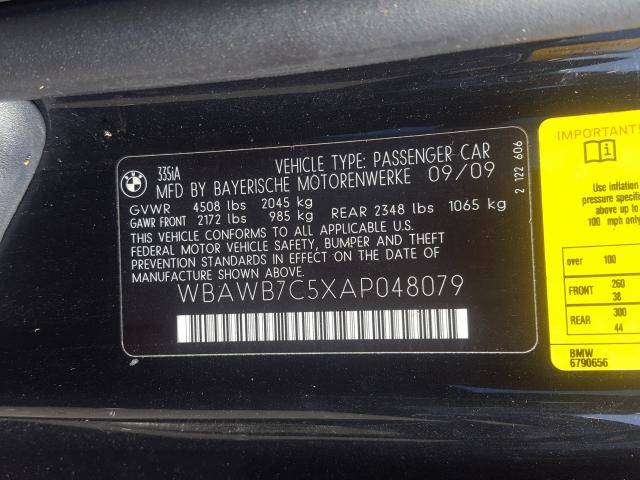 BMW
335iA
VEHICLE TYPE: PASSENGER CAR
MFD BY BAYERISCHE MOTORENWERKE 09/09
GVWR 4508 lbs 2045 kg
GAWR FRONT 2172 lbs 985 kg REAR 2348 lbs 1065 kg
THIS VEHICLE CONFORMS TO ALL APPLICABLE U.S.
FEDERAL MOTOR VEHICLE SAFETY, BUMPER AND THEFT
PREVENTION STANDARDS IN EFFECT ON THE DATE OF
MANUFACTURE SHOWN ABOVE.
WBAWB7C5XAP048079
2 122 606
IMPORTANT!
i
Use inflation
pressure specified
above up to
100 mph only
over 100
FRONT 260
38
REAR 300
44
BMW
6790656